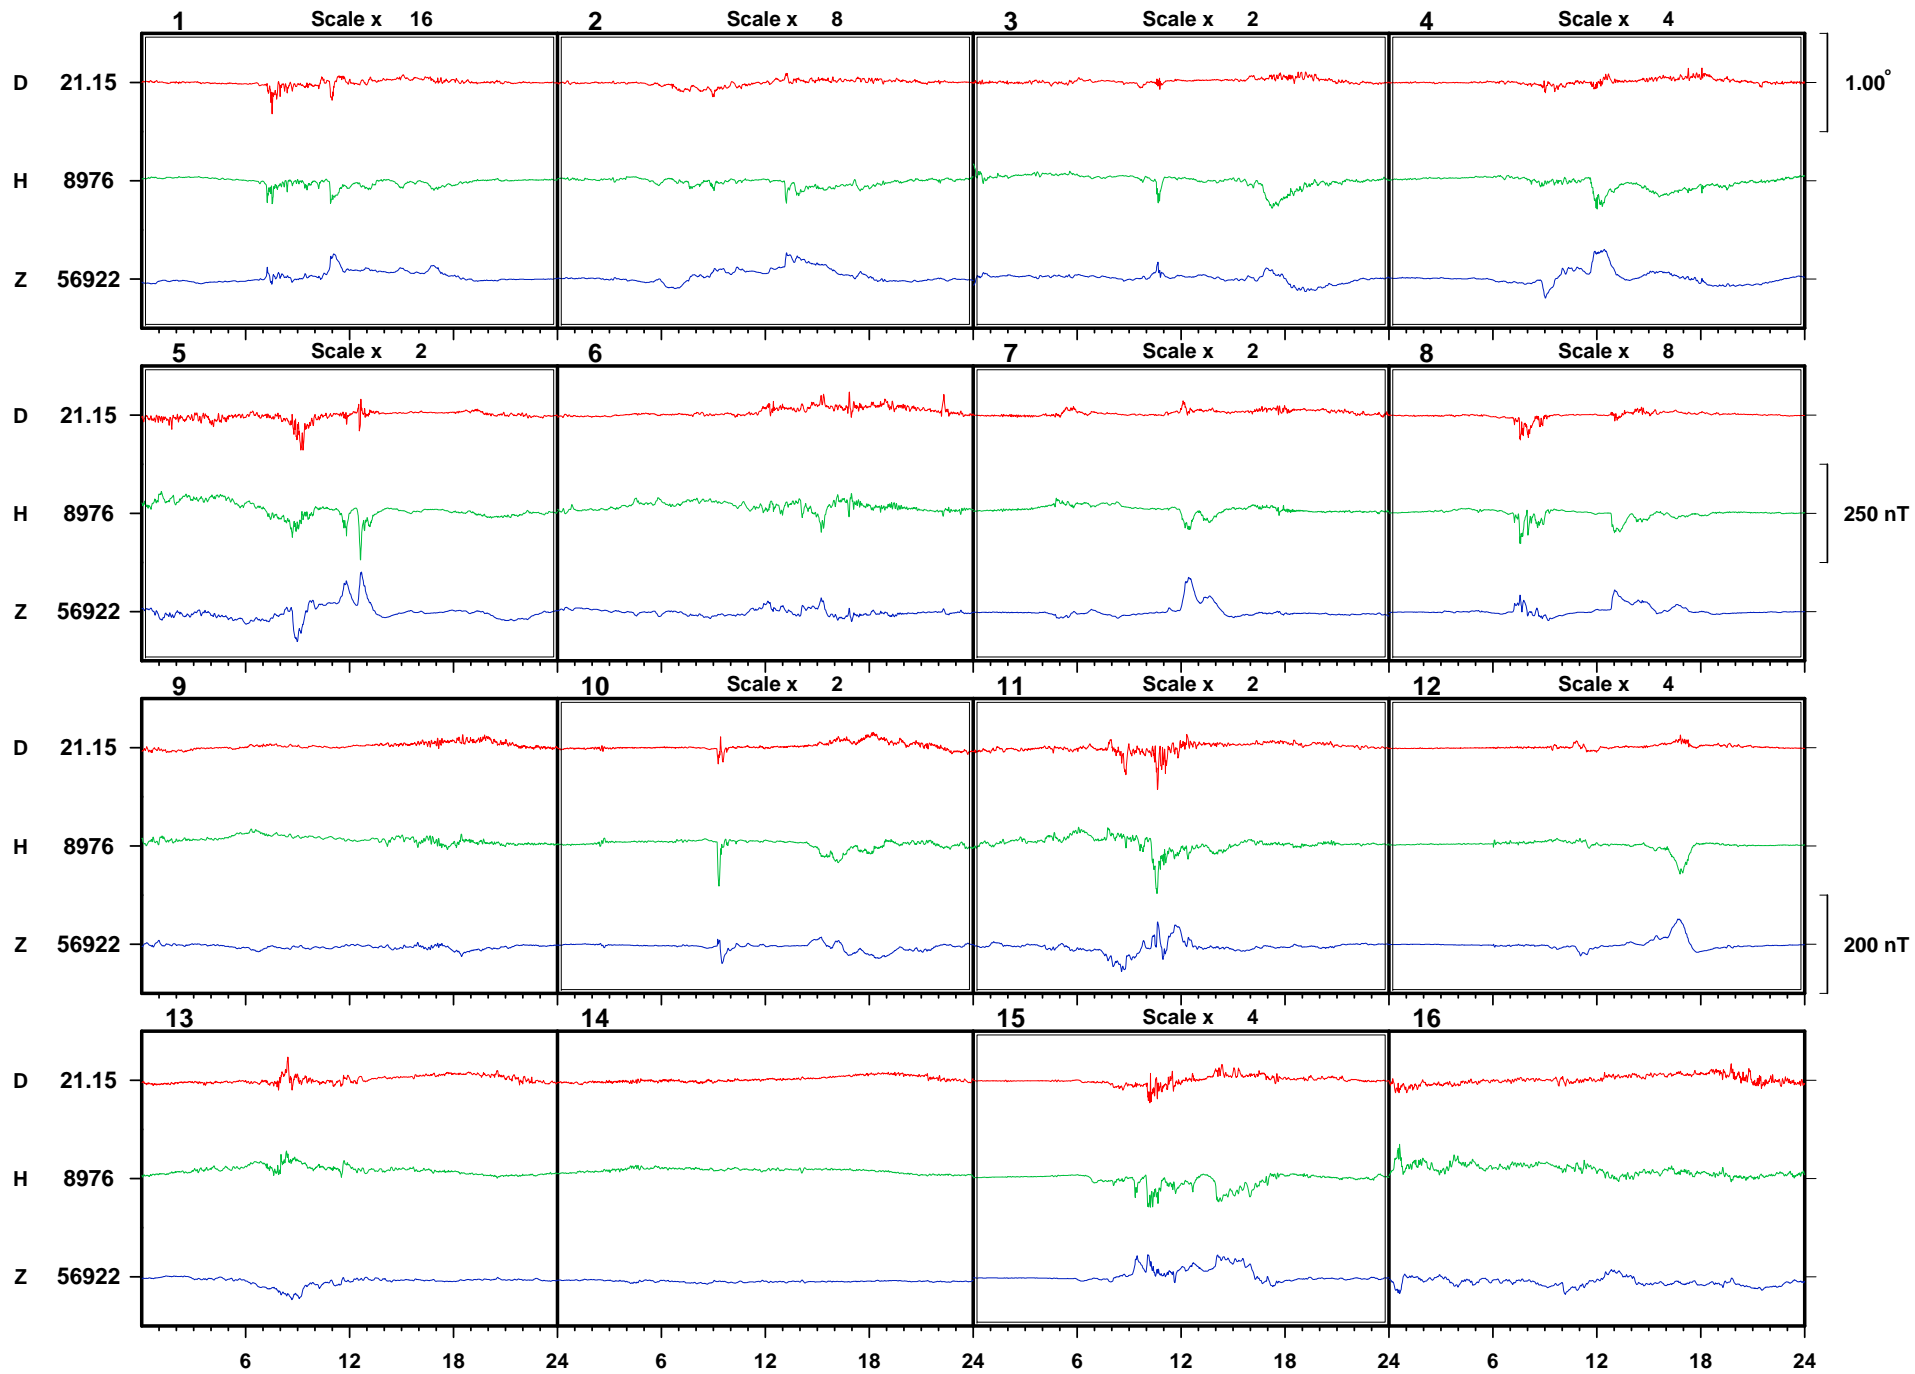 1 Scale x 16 2 Scale x 8 3 Scale x 2 4 Scale x 4
D 21.15 1.00°
H 8976
Z 56922
5 Scale x 2 6 7 Scale x 2 8 Scale x 8
D 21.15
H 8976 250 nT
Z 56922
9 10 Scale x 2 11 Scale x 2 12 Scale x 4
D 21.15
H 8976
Z 56922 200 nT
13 14 15 Scale x 4 16
D 21.15
H 8976
Z 56922
6 12 18 24 6 12 18 24 6 12 18 24 6 12 18 24